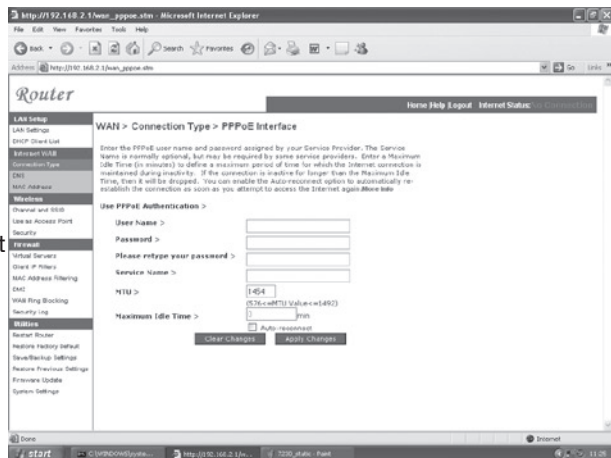 http://192.168.2.1/wan_pppoe.stm - Microsoft Internet Explorer
File Edit View Favorites Tools Help
Back Search Favorites
Address http://192.168.2.1/wan_pppoe.stm Go Links
Router
Home |Help |Logout Internet Status: No Connection
LAN Setup
LAN Settings
DHCP Client List
Internet WAN
Connection Type
DNS
MAC Address
Wireless
Channel and SSID
Use as Access Point
Security
Firewall
Virtual Servers
Client IP Filters
MAC Address Filtering
DMZ
WAN Ping Blocking
Security Log
Utilities
Restart Router
Restore Factory Default
Save/Backup Settings
Restore Previous Settings
Firmware Update
System Settings
t
WAN > Connection Type > PPPoE Interface
Enter the PPPoE user name and password assigned by your Service Provider. The Service
Name is normally optional, but may be required by some service providers. Enter a Maximum
Idle Time (in minutes) to define a maximum period of time for which the Internet connection is
maintained during inactivity. If the connection is inactive for longer than the Maximum Idle
Time, then it will be dropped. You can enable the Auto-reconnect option to automatically re-
establish the connection as soon as you attempt to access the Internet again.More Info
Use PPPoE Authentication >
User Name >
Password >
Please retype your password >
Service Name >
MTU >
1454
(576<=MTU Value<=1492)
Maximum Idle Time >
min
Auto-reconnect
Clear Changes Apply Changes
Done Internet
start C:\WINDOWS\syste... http://192.168.2.1/w... 7230_static - Paint